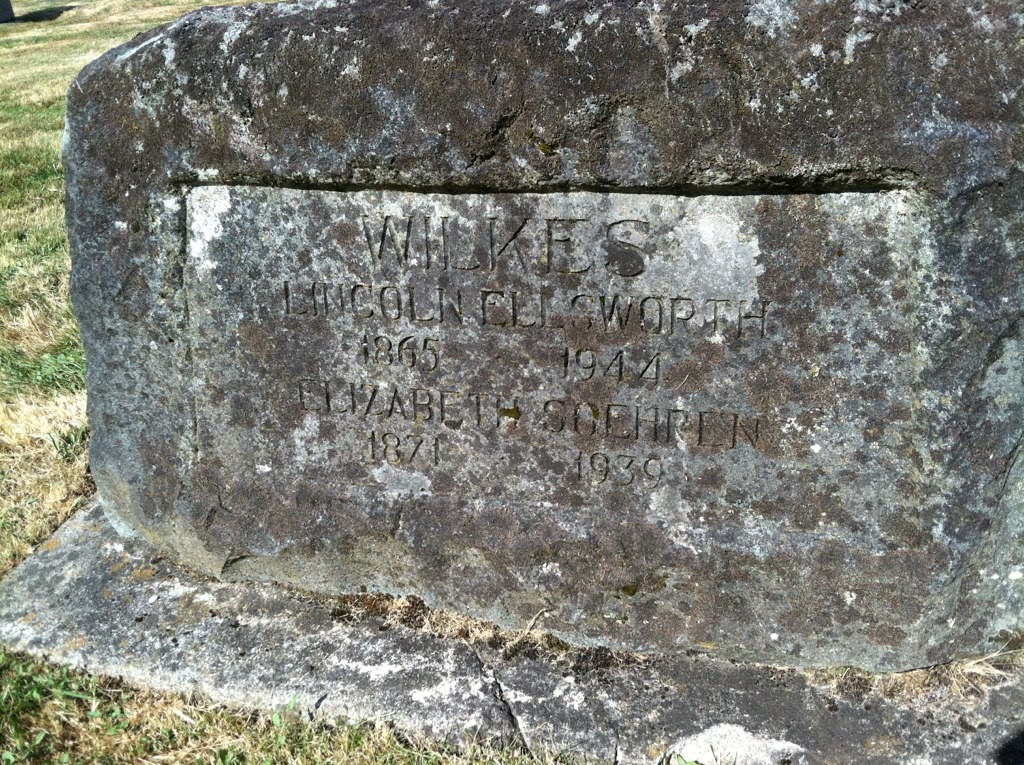 WILKES
LINCOLN ELLSWORTH
1865 1944
ELIZABETH SOEHREN
1871 1939